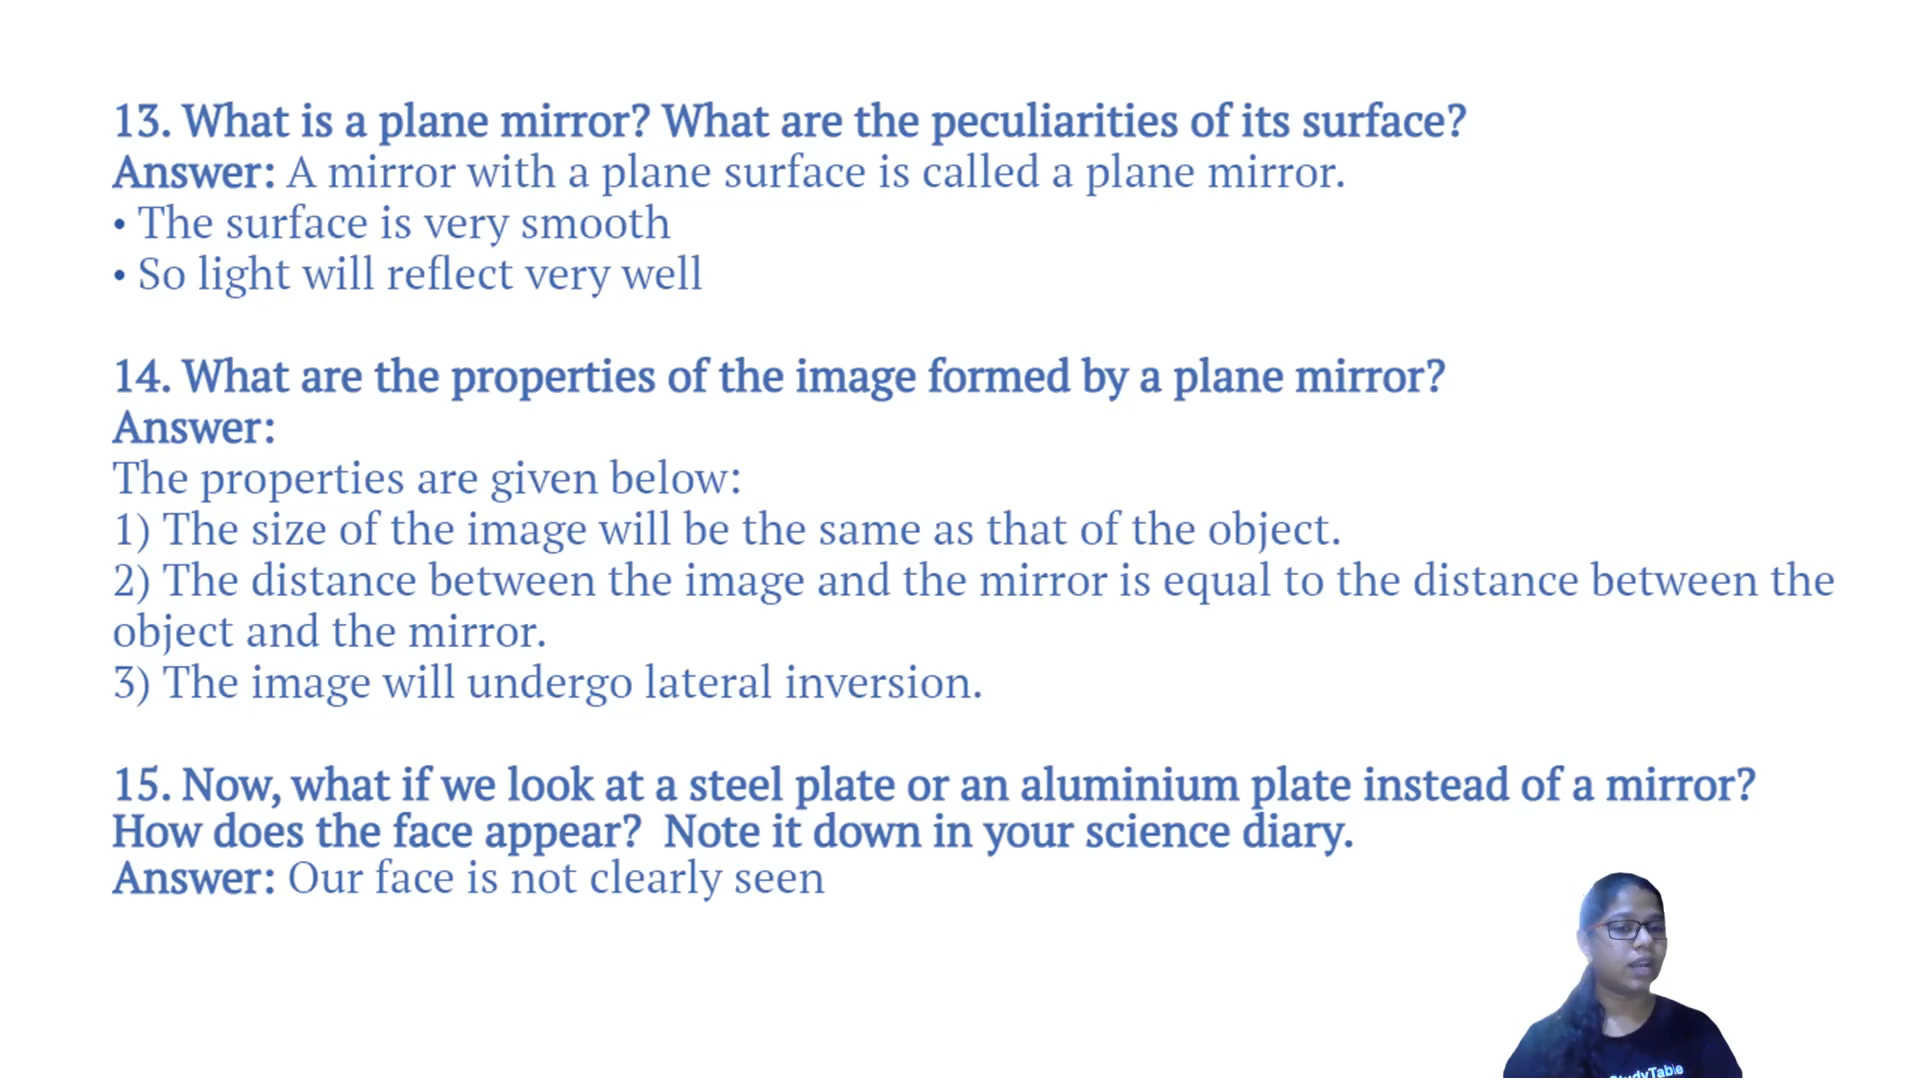 13. What is a plane mirror? What are the peculiarities of its surface?
Answer: A mirror with a plane surface is called a plane mirror.
• The surface is very smooth
• So light will reflect very well
14. What are the properties of the image formed by a plane mirror?
Answer:
The properties are given below:
1) The size of the image will be the same as that of the object.
2) The distance between the image and the mirror is equal to the distance between the
object and the mirror.
3) The image will undergo lateral inversion.
15. Now, what if we look at a steel plate or an aluminium plate instead of a mirror?
How does the face appear?  Note it down in your science diary.
Answer: Our face is not clearly seen
StudyTable